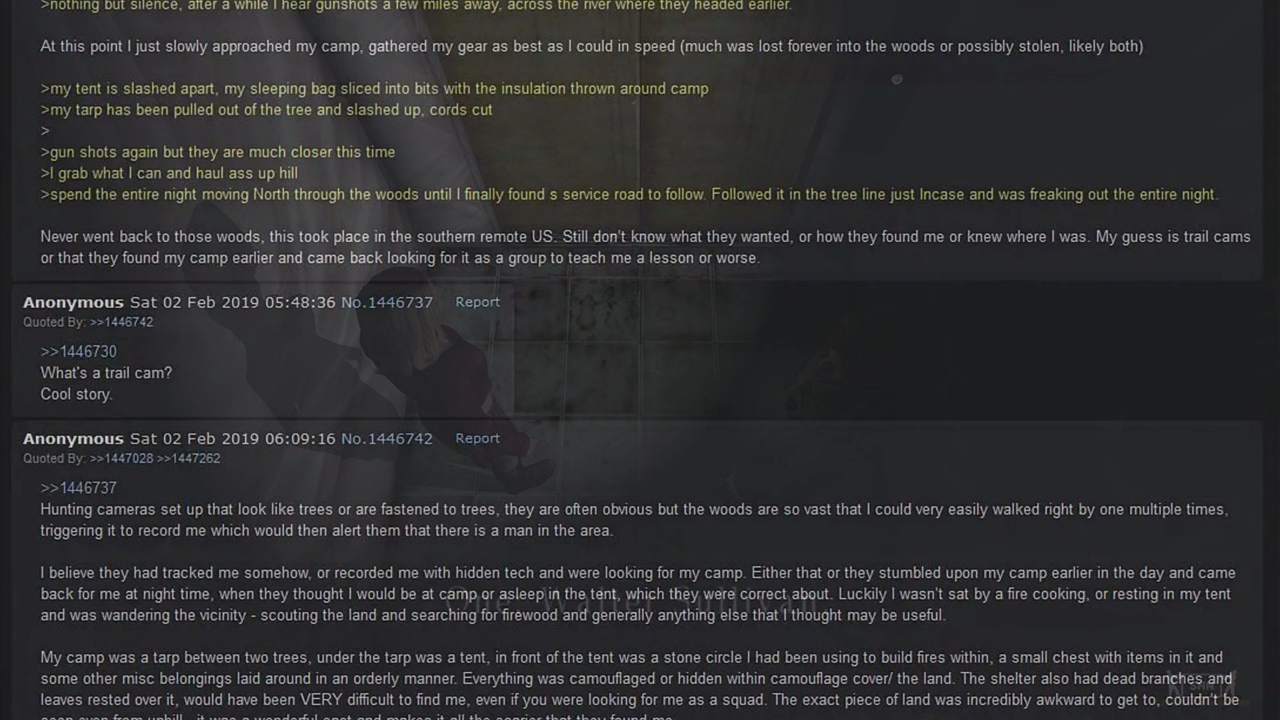 >nothing but silence, after a while I hear gunshots a few miles away, across the river where they headed earlier.
At this point I just slowly approached my camp, gathered my gear as best as I could in speed (much was lost forever into the woods or possibly stolen, likely both)
>my tent is slashed apart, my sleeping bag sliced into bits with the insulation thrown around camp
>my tarp has been pulled out of the tree and slashed up, cords cut
>
>gun shots again but they are much closer this time
>I grab what I can and haul ass up hill
>spend the entire night moving North through the woods until I finally found s service road to follow. Followed it in the tree line just Incase and was freaking out the entire night.
Never went back to those woods, this took place in the southern remote US. Still don't know what they wanted, or how they found me or knew where I was. My guess is trail cams
or that they found my camp earlier and came back looking for it as a group to teach me a lesson or worse.
Anonymous Sat 02 Feb 2019 05:48:36 No.1446737 Report
Quoted By: >>1446742
>>1446730
What's a trail cam?
Cool story.
Anonymous Sat 02 Feb 2019 06:09:16 No.1446742 Report
Quoted By: >>1447028 >>1447262
>>1446737
Hunting cameras set up that look like trees or are fastened to trees, they are often obvious but the woods are so vast that I could very easily walked right by one multiple times,
triggering it to record me which would then alert them that there is a man in the area.
I believe they had tracked me somehow, or recorded me with hidden tech and were looking for my camp. Either that or they stumbled upon my camp earlier in the day and came
back for me at night time, when they thought I would be at camp or asleep in the tent, which they were correct about. Luckily I wasn't sat by a fire cooking, or resting in my tent
and was wandering the vicinity - scouting the land and searching for firewood and generally anything else that I thought may be useful.
My camp was a tarp between two trees, under the tarp was a tent, in front of the tent was a stone circle I had been using to build fires within, a small chest with items in it and
some other misc belongings laid around in an orderly manner. Everything was camouflaged or hidden within camouflage cover/ the land. The shelter also had dead branches and
leaves rested over it, would have been VERY difficult to find me, even if you were looking for me as a squad. The exact piece of land was incredibly awkward to get to, couldn't be
seen even from uphill - it was a wonderful spot and makes it all the scarier that they found me